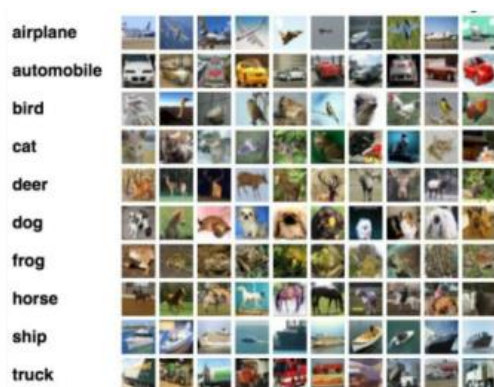 airplane
automobile
bird
cat
deer
dog
frog
horse
ship
truck